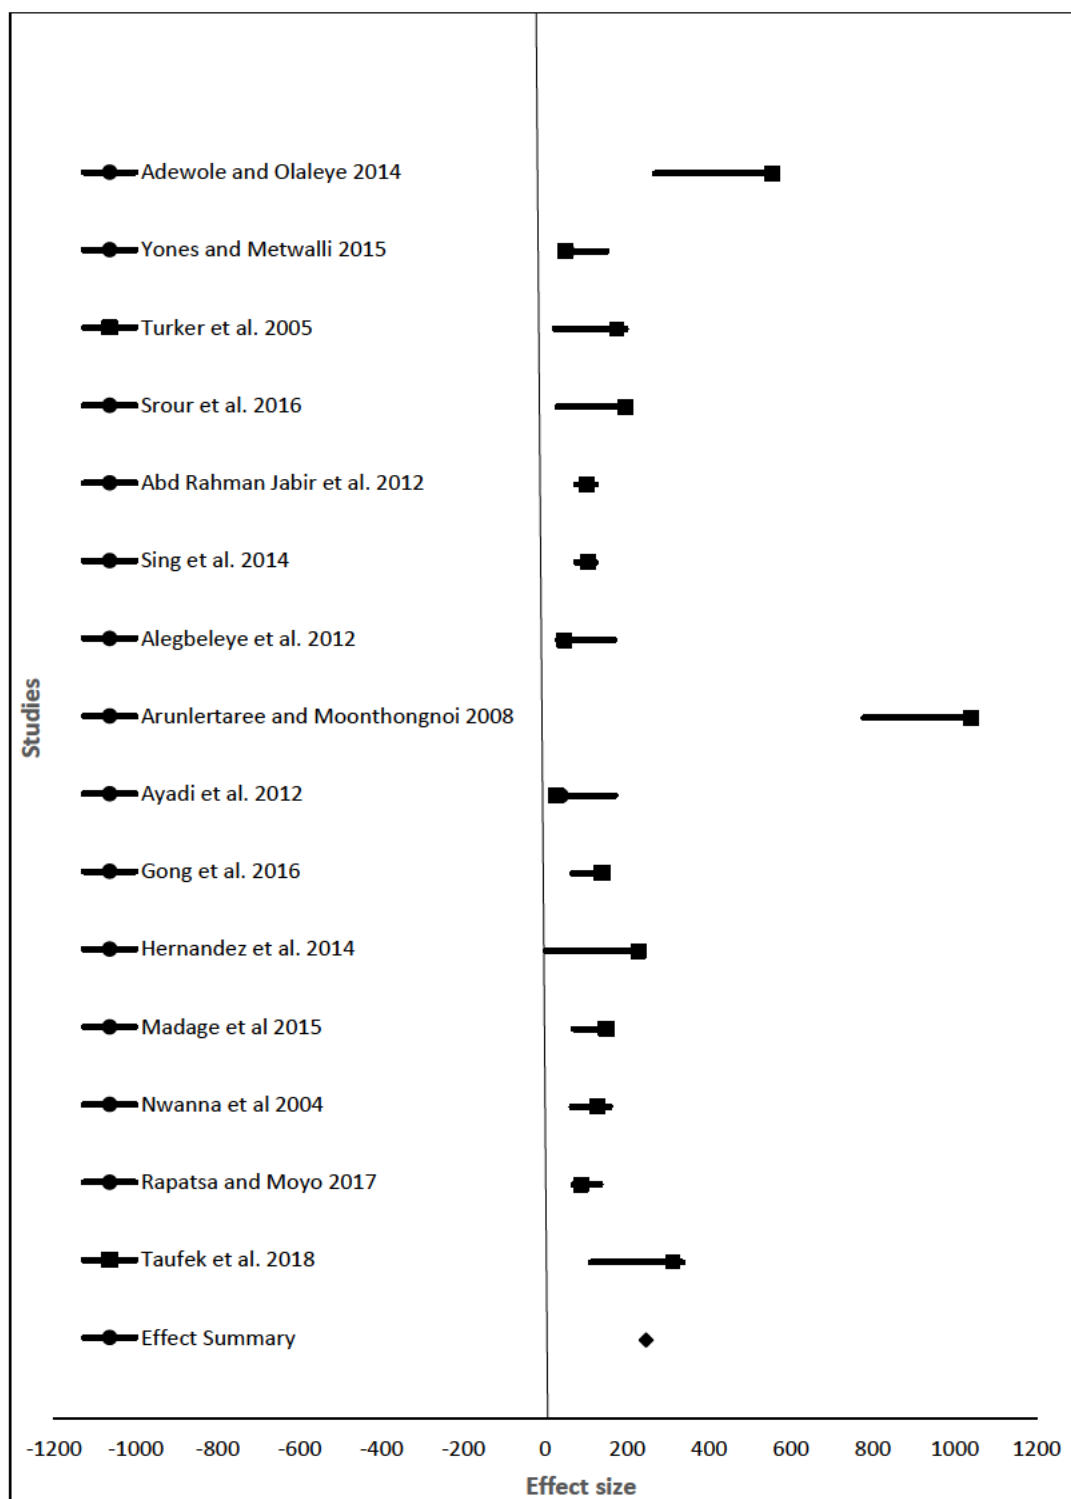 Adewole and Olaleye 2014
Yones and Metwalli 2015
Turker et al. 2005
Srour et al. 2016
Abd Rahman Jabir et al. 2012
Sing et al. 2014
Alegbeleye et al. 2012
Arunlertaree and Moonthongnoi 2008
Ayadi et al. 2012
Gong et al. 2016
Hernandez et al. 2014
Madage et al 2015
Nwanna et al 2004
Rapatsa and Moyo 2017
Taufek et al. 2018
Effect Summary
Studies
-1200 -1000 -800 -600 -400 -200 0 200 400 600 800 1000 1200
Effect size